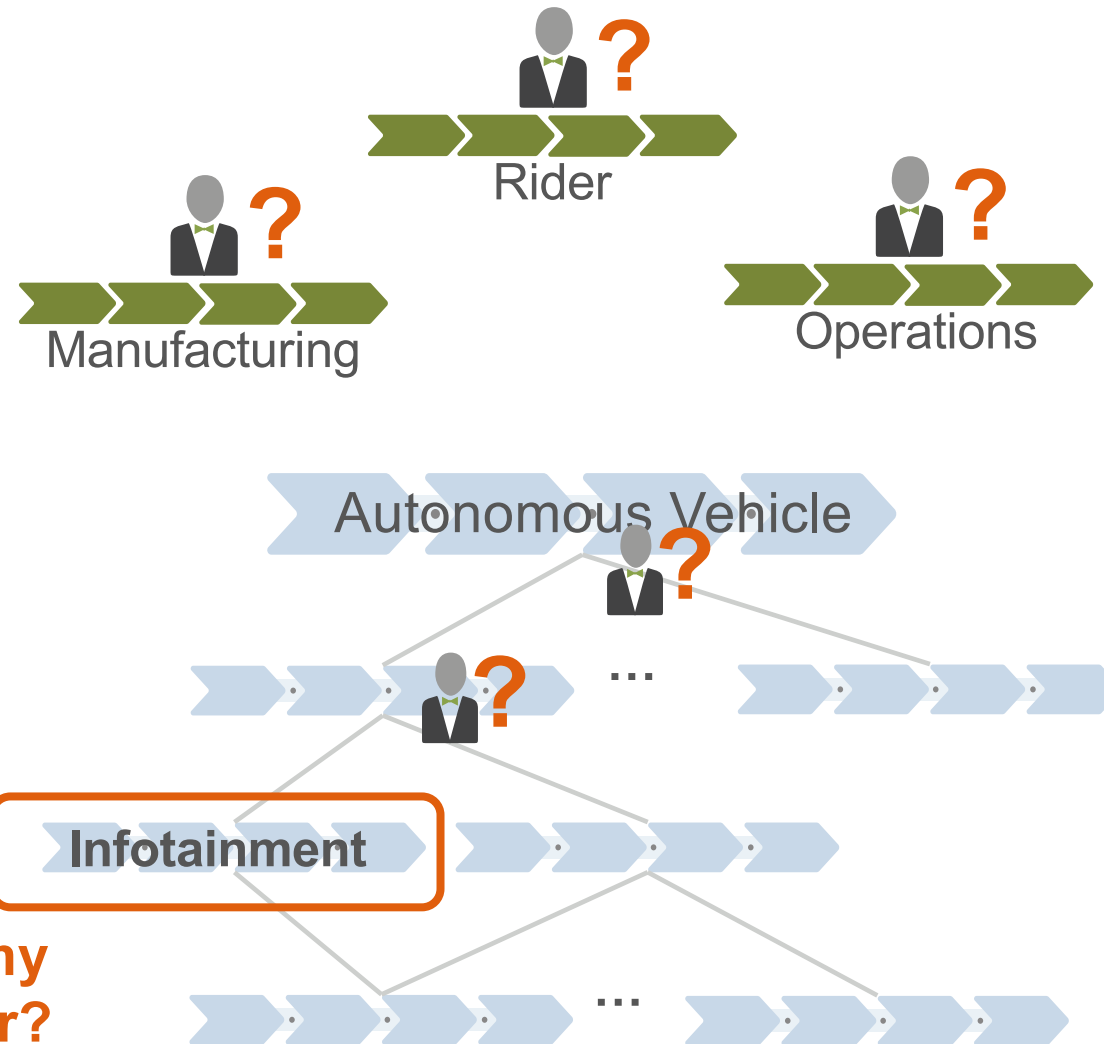 ?
Rider
?
Manufacturing
?
Operations
Autonomous Vehicle
?
?
...
Infotainment
?
...